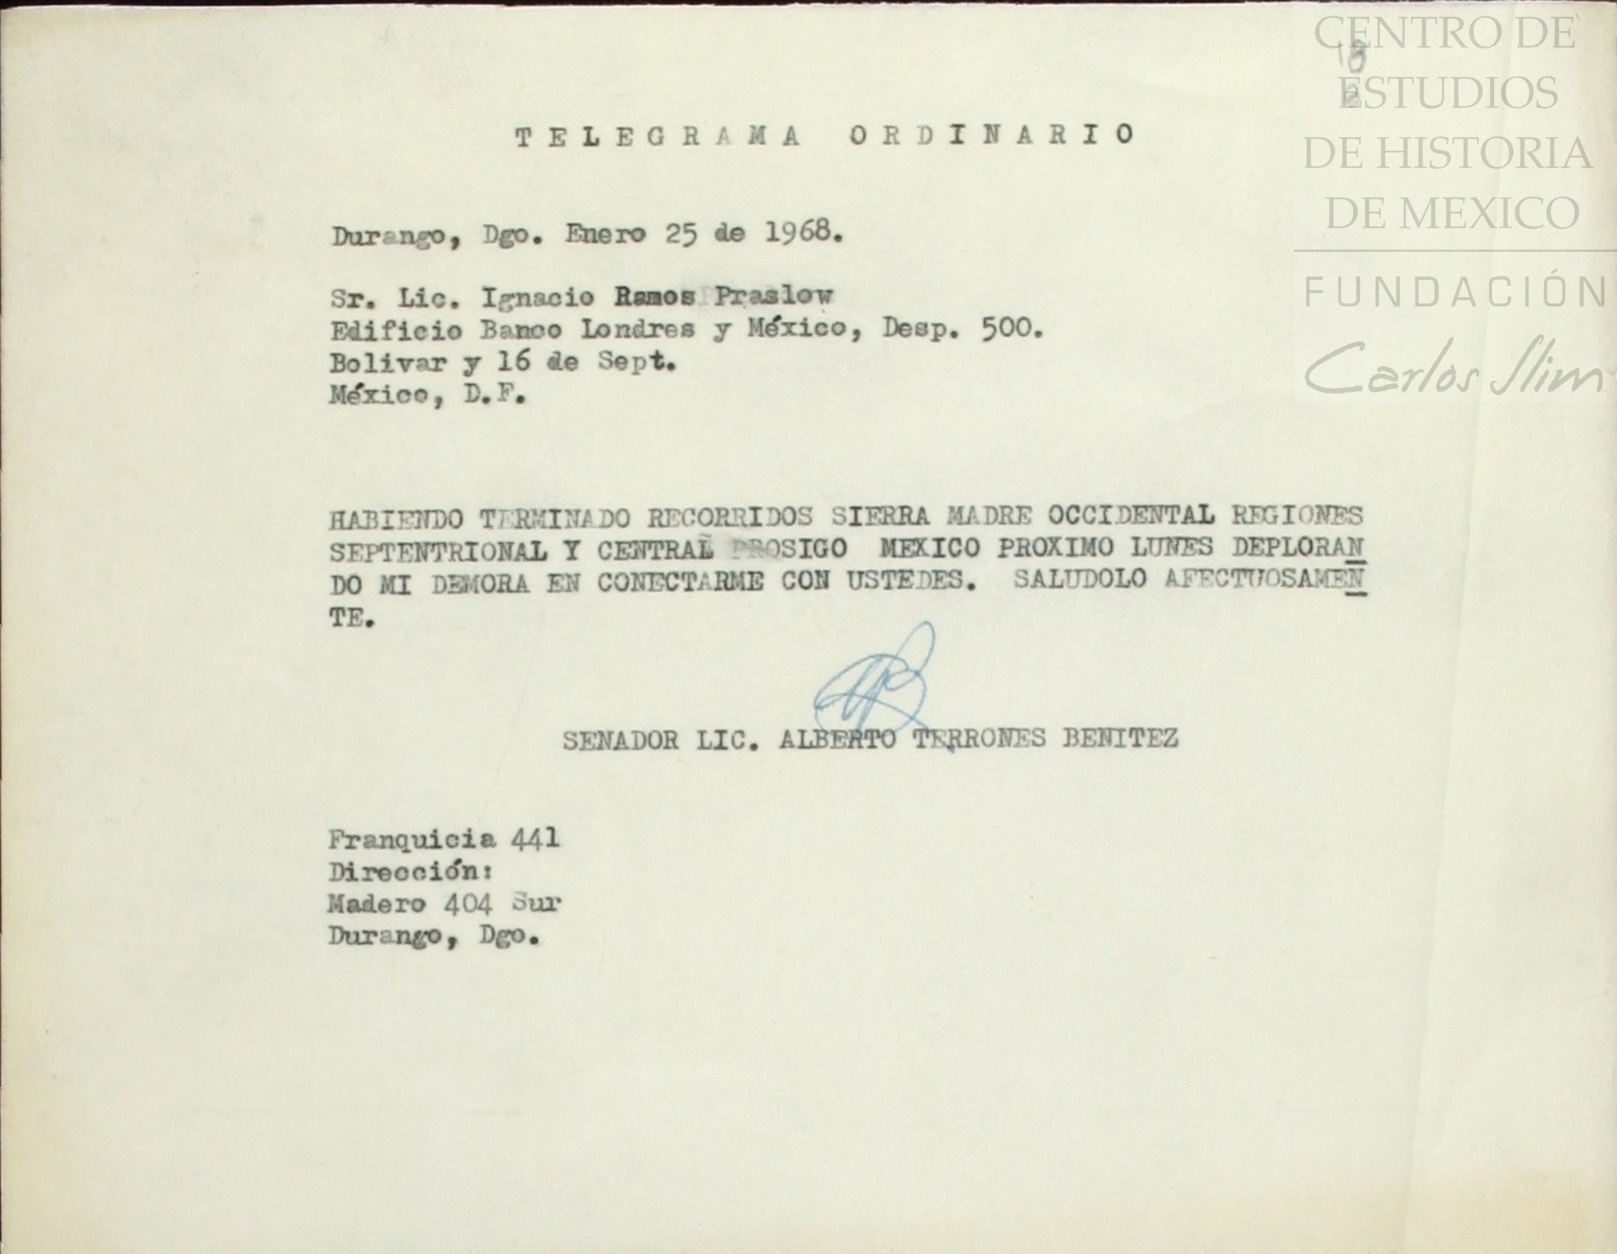 CENTRO DE
ESTUDIOS
DE HISTORIA
DE MEXICO
FUNDACIÓN
Carlos Slim
18
TELEGRAMA ORDINARIO
Durango, Dgo. Enero 25 de 1968.
Sr. Lic. Ignacio Ramos Praslow
Edificio Banco Londres y México, Desp. 500.
Bolivar y 16 de Sept.
México, D.F.
HABIENDO TERMINADO RECORRIDOS SIERRA MADRE OCCIDENTAL REGIONES
SEPTENTRIONAL Y CENTRAL PROSIGO MEXICO PROXIMO LUNES DEPLORAN
DO MI DEMORA EN CONECTARME CON USTEDES. SALUDOLO AFECTUOSAMEN
TE.
SENADOR LIC. ALBERTO TERRONES BENITEZ
Franquicia 441
Dirección:
Madero 404 Sur
Durango, Dgo.